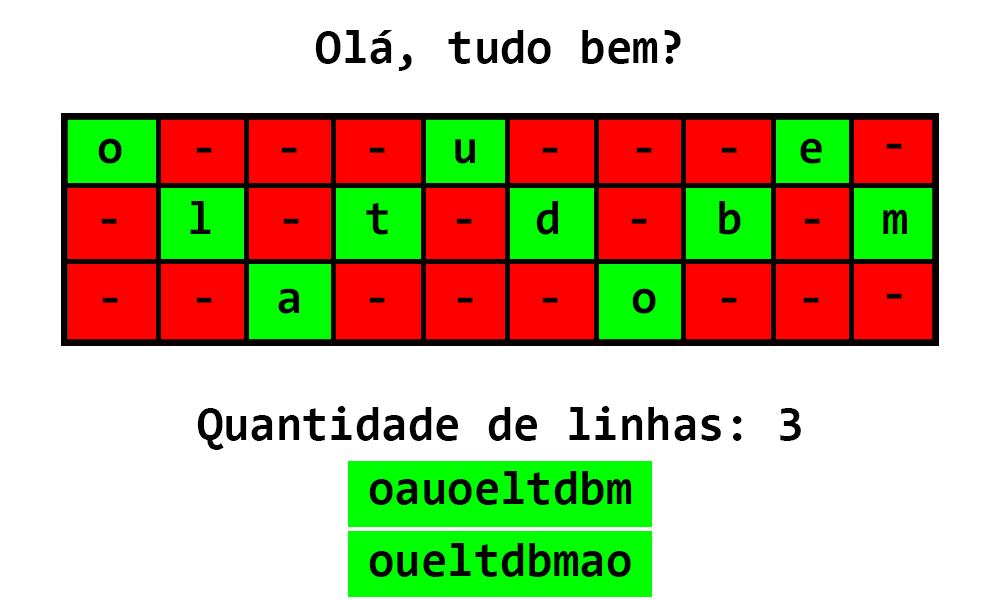 Olá, tudo bem?
o - - - u - - - e -
- l - t - d - b - m
- - a - - - o - - -
Quantidade de linhas: 3
oauoeltdbm
oueltdbmao